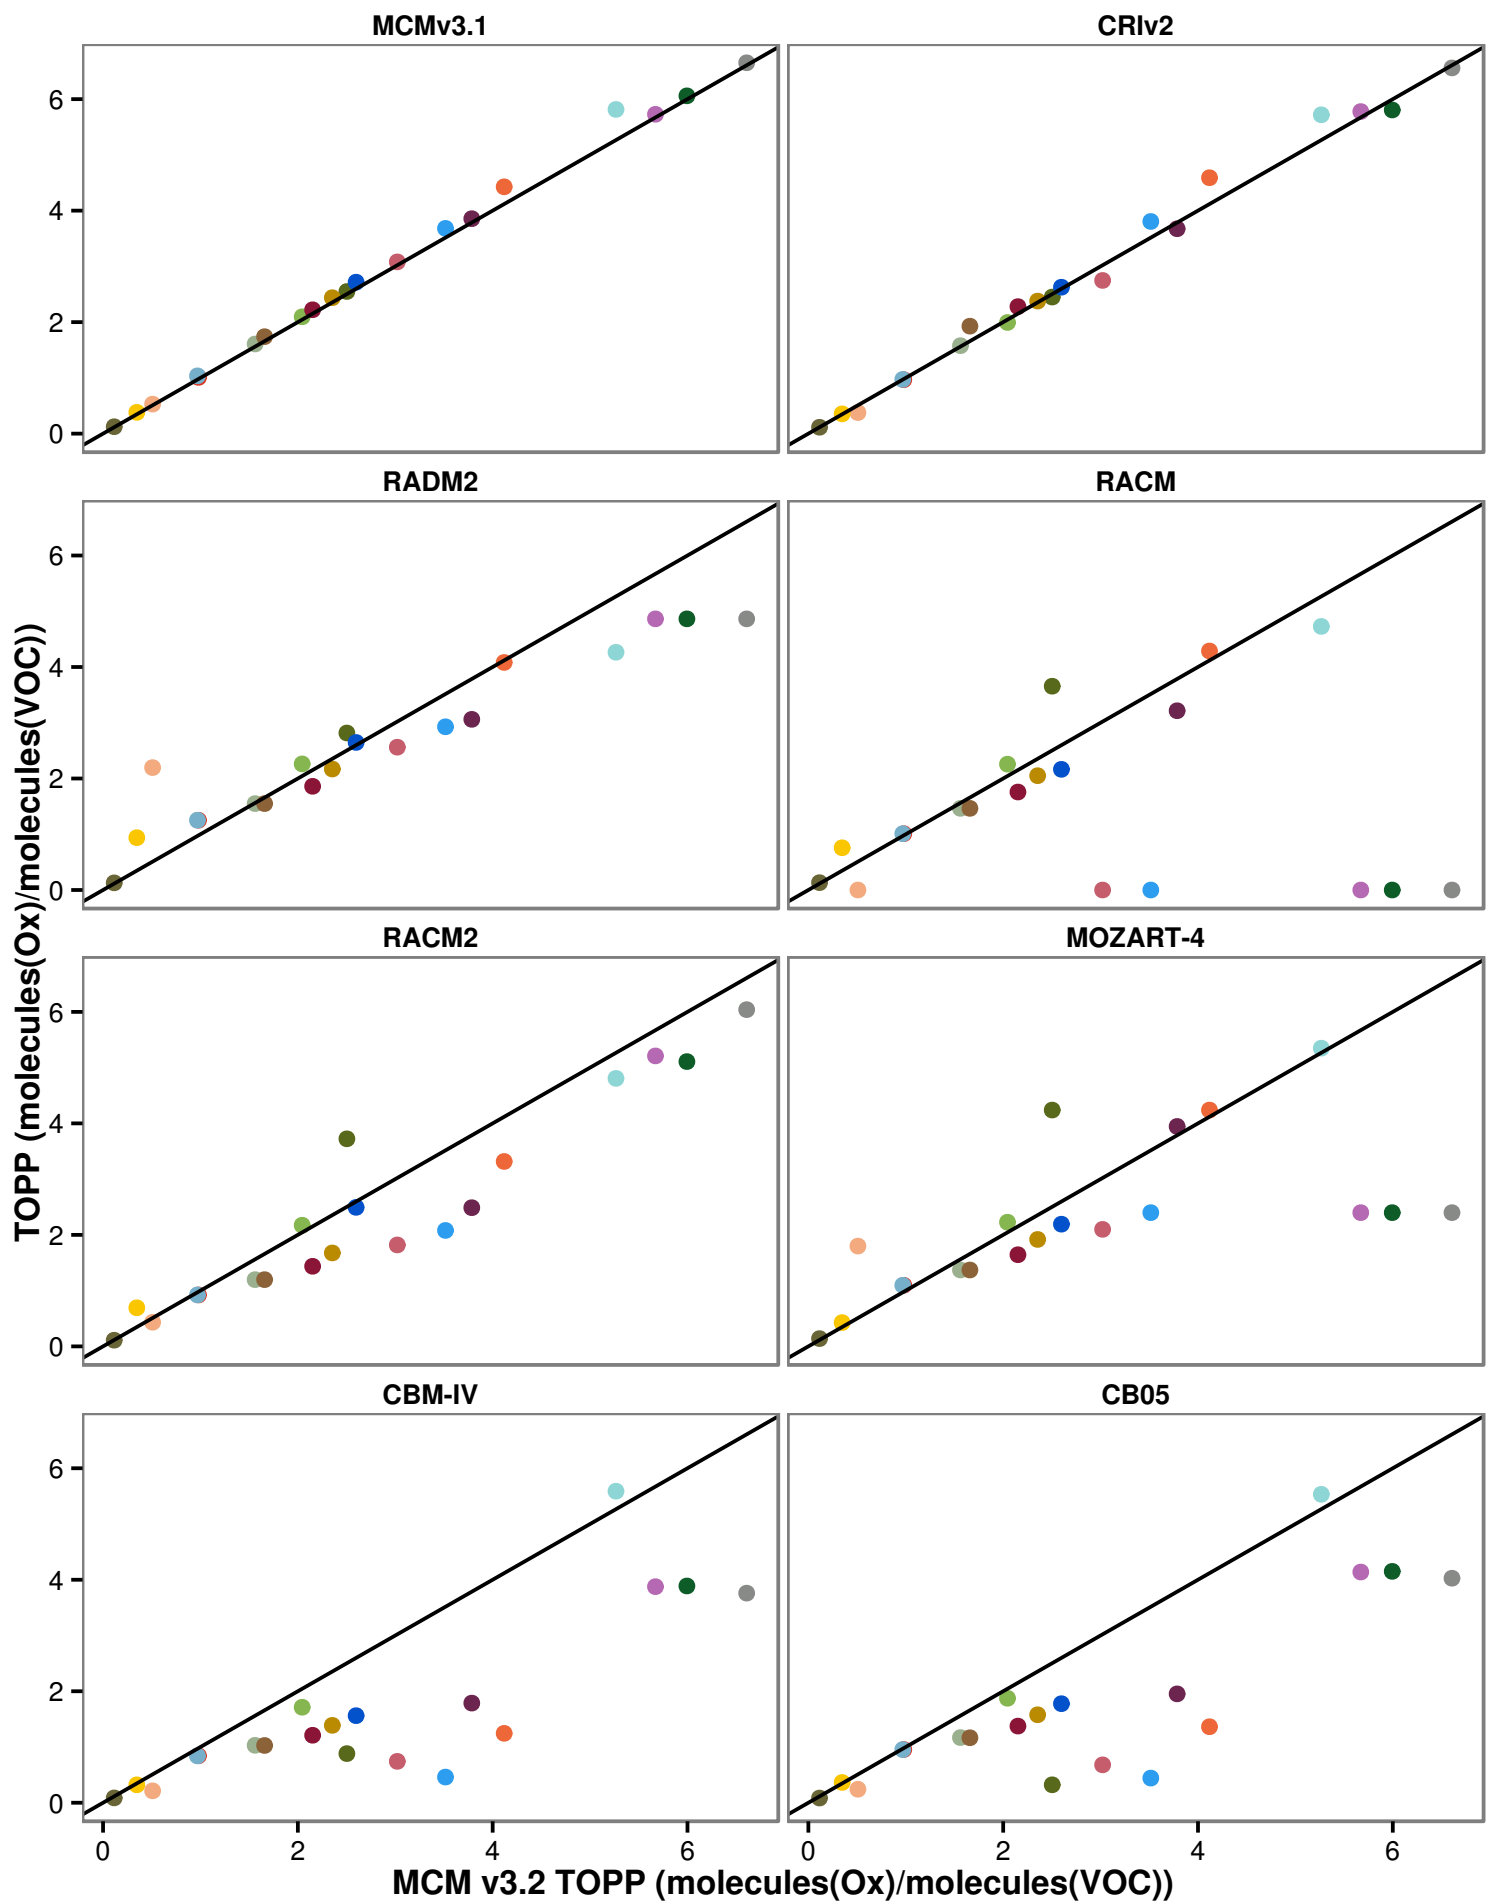 MCMv3.1
CRIv2
6
4
2
0
RADM2
RACM
6
4
2
0
RACM2
MOZART-4
6
4
2
0
CBM-IV
CB05
6
4
2
0
0 2 4 6
0 2 4 6
TOPP (molecules(Ox)/molecules(VOC))
MCM v3.2 TOPP (molecules(Ox)/molecules(VOC))